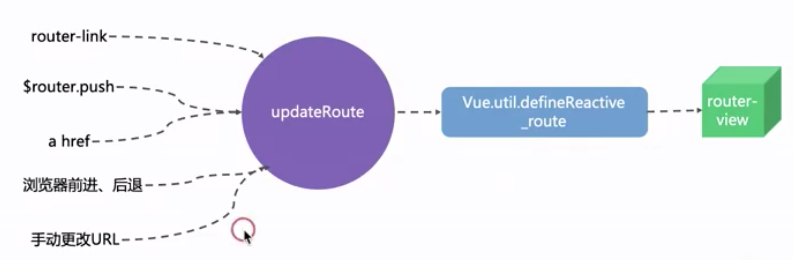 router-link
$router.push
a href
浏览器前进、后退
手动更改URL
updateRoute
Vue.util.defineReactive
_route
router-
view